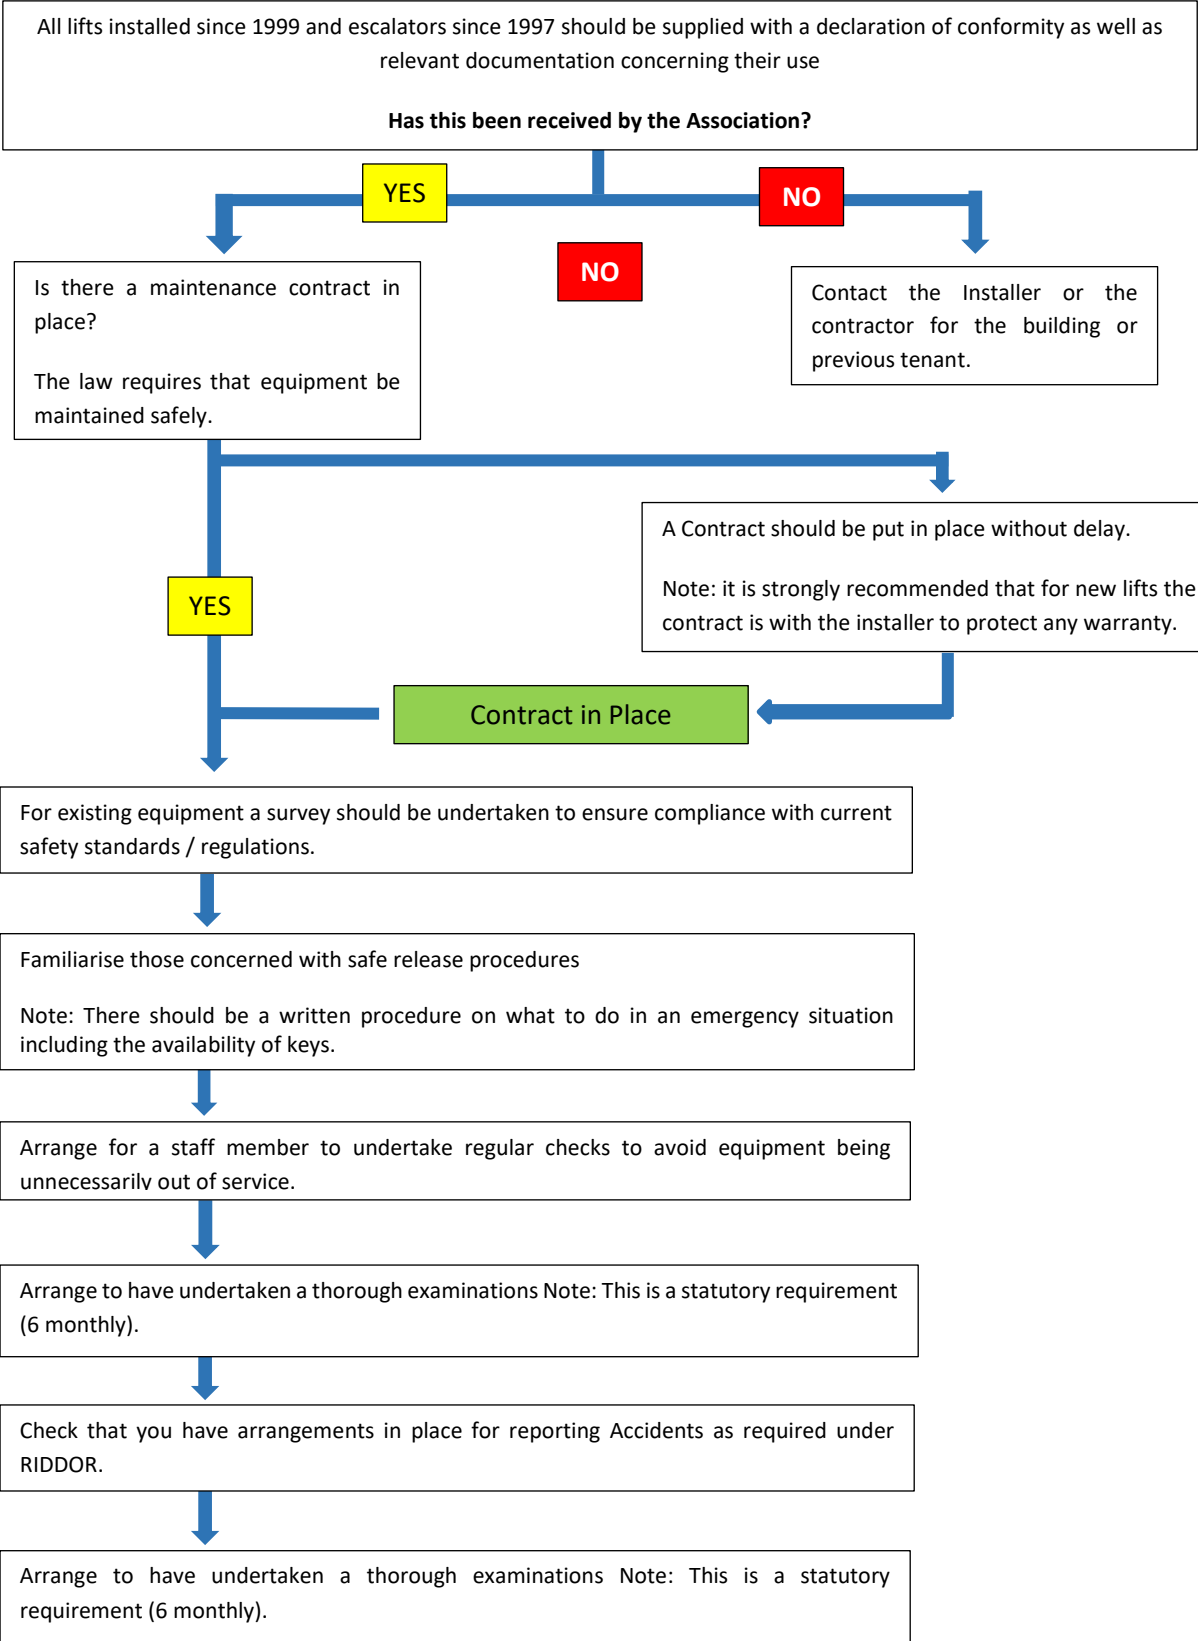 All lifts installed since 1999 and escalators since 1997 should be supplied with a declaration of conformity as well as
relevant documentation concerning their use
Has this been received by the Association?
YES
NO
NO
Is there a maintenance contract in
place?
The law requires that equipment be
maintained safely.
Contact the Installer or the
contractor for the building or
previous tenant.
A Contract should be put in place without delay.
Note: it is strongly recommended that for new lifts the
contract is with the installer to protect any warranty.
YES
Contract in Place
For existing equipment a survey should be undertaken to ensure compliance with current
safety standards / regulations.
Familiarise those concerned with safe release procedures
Note: There should be a written procedure on what to do in an emergency situation
including the availability of keys.
Arrange for a staff member to undertake regular checks to avoid equipment being
unnecessarily out of service.
Arrange to have undertaken a thorough examinations Note: This is a statutory requirement
(6 monthly).
Check that you have arrangements in place for reporting Accidents as required under
RIDDOR.
Arrange to have undertaken a thorough examinations Note: This is a statutory
requirement (6 monthly).